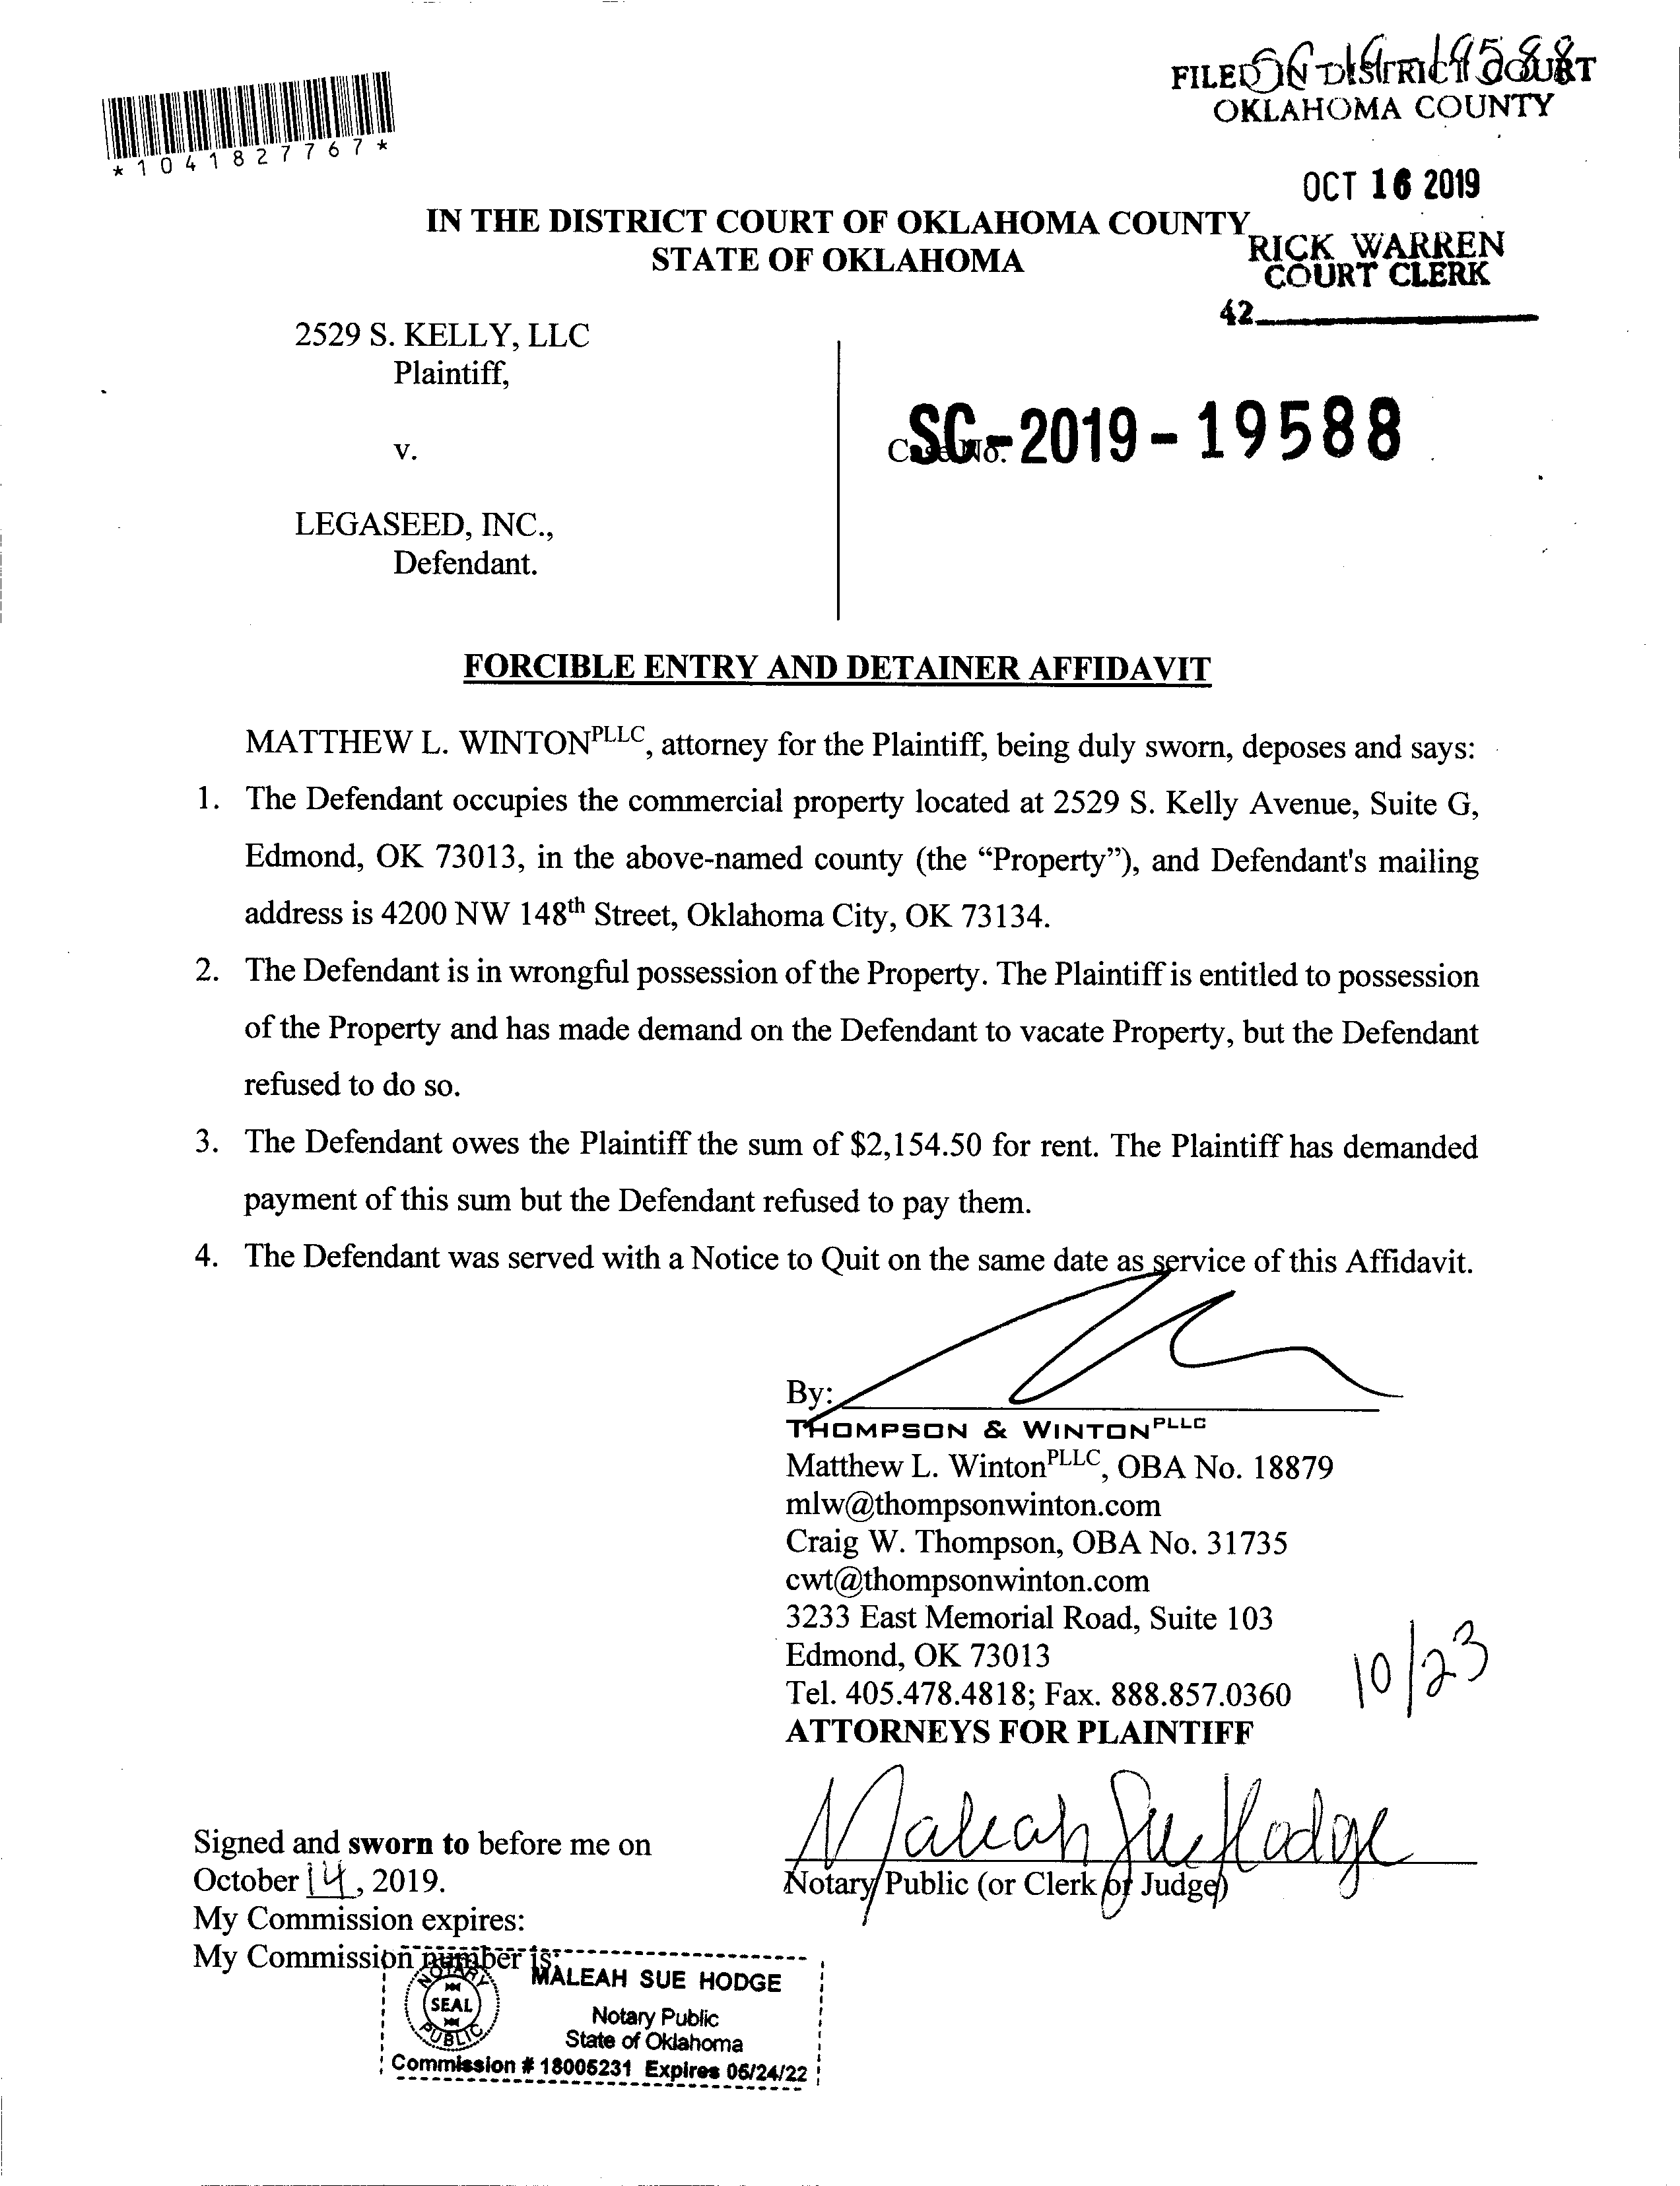 SC-19-19588
FILED IN DISTRICT COURT
OKLAHOMA COUNTY
*1041827767*
OCT 16 2019
IN THE DISTRICT COURT OF OKLAHOMA COUNTY
STATE OF OKLAHOMA
RICK WARREN
COURT CLERK
42
2529 S. KELLY, LLC
Plaintiff,
v.
Case No.
SC-2019-19588
LEGASEED, INC.,
Defendant.
FORCIBLE ENTRY AND DETAINER AFFIDAVIT
MATTHEW L. WINTONPLLC, attorney for the Plaintiff, being duly sworn, deposes and says:
1. The Defendant occupies the commercial property located at 2529 S. Kelly Avenue, Suite G,
Edmond, OK 73013, in the above-named county (the “Property”), and Defendant's mailing
address is 4200 NW 148th Street, Oklahoma City, OK 73134.
2. The Defendant is in wrongful possession of the Property. The Plaintiff is entitled to possession
of the Property and has made demand on the Defendant to vacate Property, but the Defendant
refused to do so.
3. The Defendant owes the Plaintiff the sum of $2,154.50 for rent. The Plaintiff has demanded
payment of this sum but the Defendant refused to pay them.
4. The Defendant was served with a Notice to Quit on the same date as service of this Affidavit.
By:
THOMPSON & WINTONPLLC
Matthew L. WintonPLLC, OBA No. 18879
mlw@thompsonwinton.com
Craig W. Thompson, OBA No. 31735
cwt@thompsonwinton.com
3233 East Memorial Road, Suite 103
Edmond, OK 73013
Tel. 405.478.4818; Fax. 888.857.0360
ATTORNEYS FOR PLAINTIFF
10/23
Maleah Sue Hodge
Notary Public (or Clerk or Judge)
Signed and sworn to before me on
October 14, 2019.
My Commission expires:
My Commission number is:
NOTARY
SEAL
PUBLIC
MALEAH SUE HODGE
Notary Public
State of Oklahoma
Commission # 18005231 Expires 05/24/22